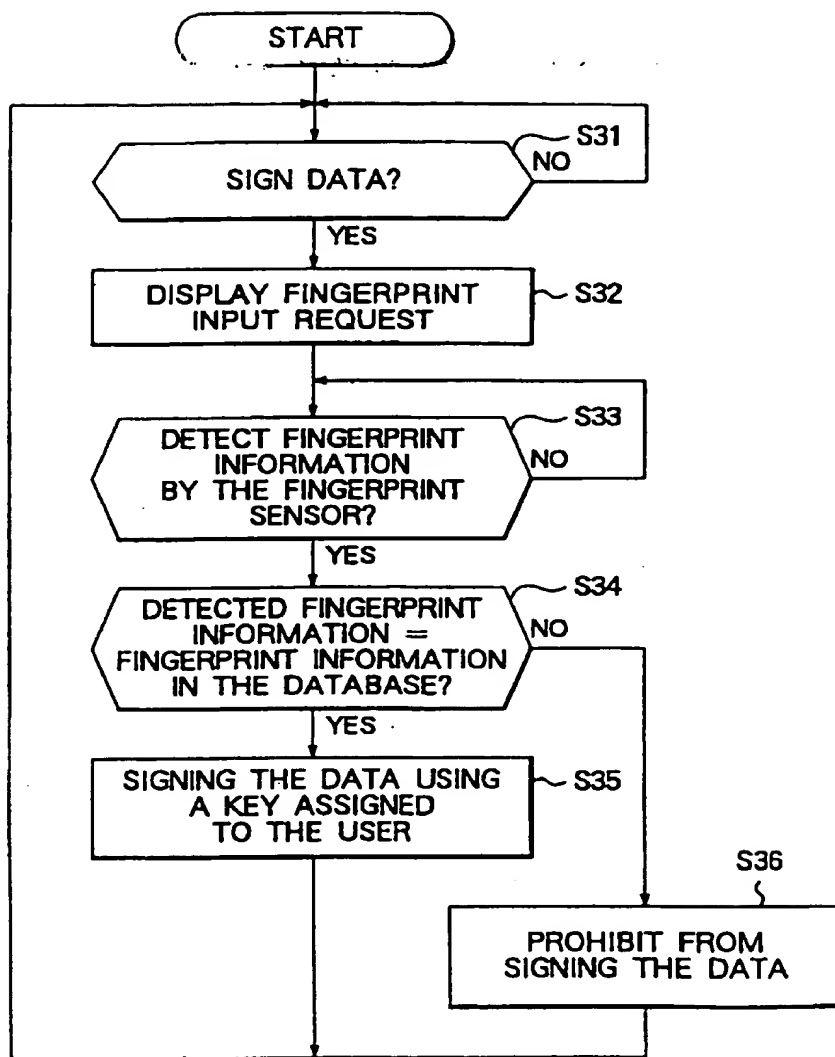 START
S31
NO
SIGN DATA?
YES
DISPLAY FINGERPRINT
INPUT REQUEST
S32
S33
DETECT FINGERPRINT
INFORMATION
BY THE FINGERPRINT
SENSOR?
NO
YES
S34
DETECTED FINGERPRINT
INFORMATION =
FINGERPRINT INFORMATION
IN THE DATABASE?
NO
YES
SIGNING THE DATA USING
A KEY ASSIGNED
TO THE USER
S35
S36
PROHIBIT FROM
SIGNING THE DATA